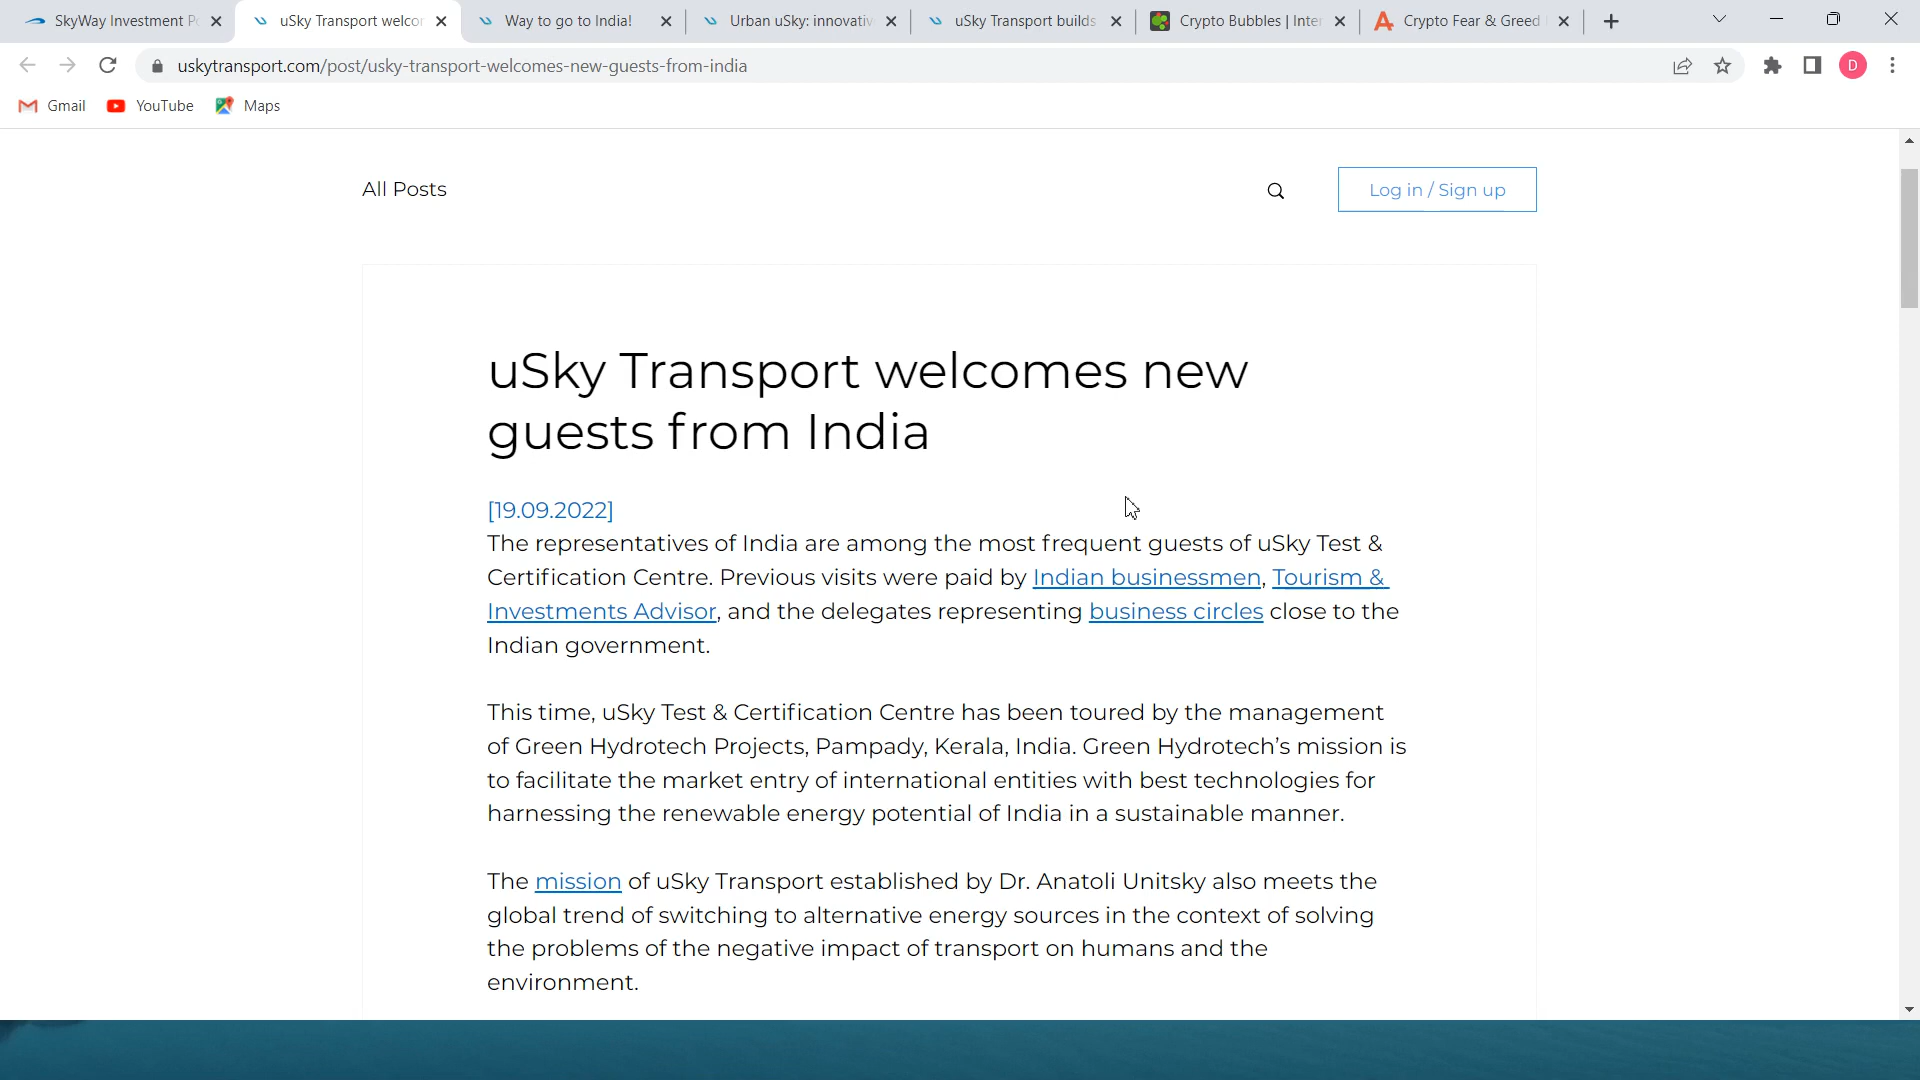 SkyWay Investment Po
uSky Transport welcor
Way to go to India!
Urban uSky: innovativ
uSky Transport builds
Crypto Bubbles | Inter
Crypto Fear & Greed
uskytransport.com/post/usky-transport-welcomes-new-guests-from-india
D
Gmail
YouTube
Maps
All Posts
Log in / Sign up
uSky Transport welcomes new
guests from India
[19.09.2022]
The representatives of India are among the most frequent guests of uSky Test &
Certification Centre. Previous visits were paid by Indian businessmen, Tourism &
Investments Advisor, and the delegates representing business circles close to the
Indian government.
This time, uSky Test & Certification Centre has been toured by the management
of Green Hydrotech Projects, Pampady, Kerala, India. Green Hydrotech’s mission is
to facilitate the market entry of international entities with best technologies for
harnessing the renewable energy potential of India in a sustainable manner.
The mission of uSky Transport established by Dr. Anatoli Unitsky also meets the
global trend of switching to alternative energy sources in the context of solving
the problems of the negative impact of transport on humans and the
environment.